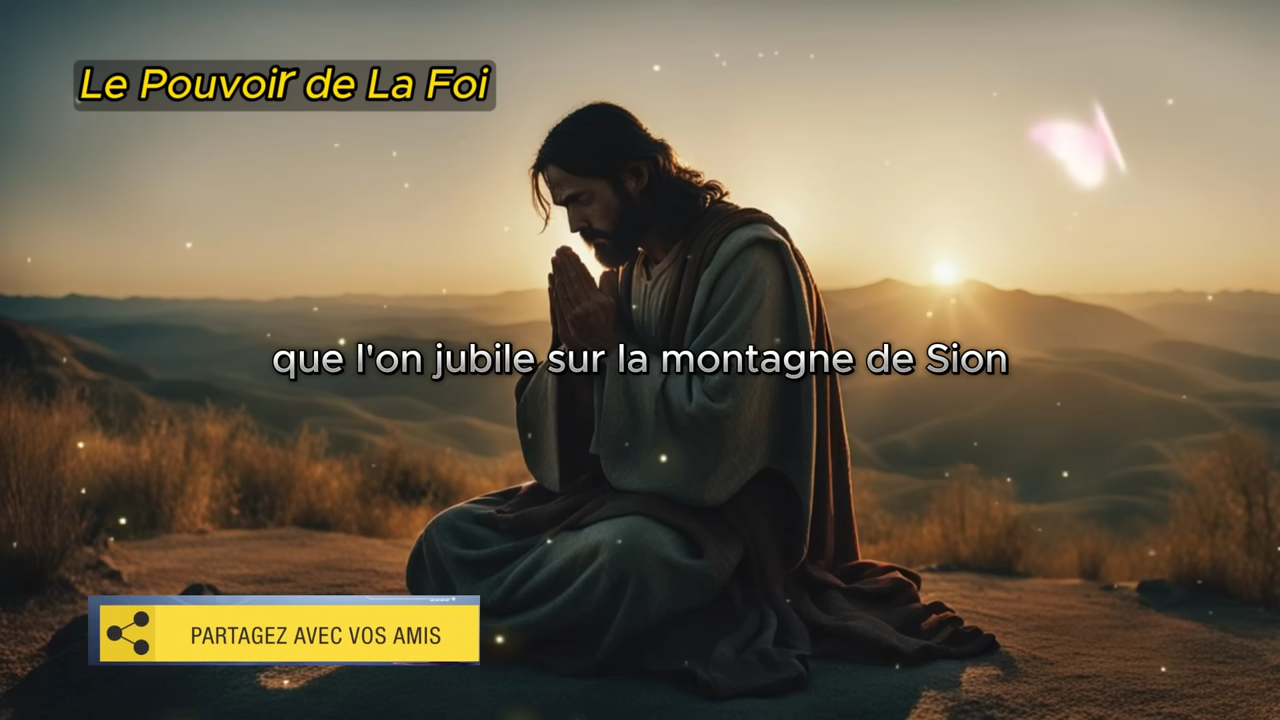 Le Pouvoir de La Foi
que l'on jubile sur la montagne de Sion
PARTAGEZ AVEC VOS AMIS